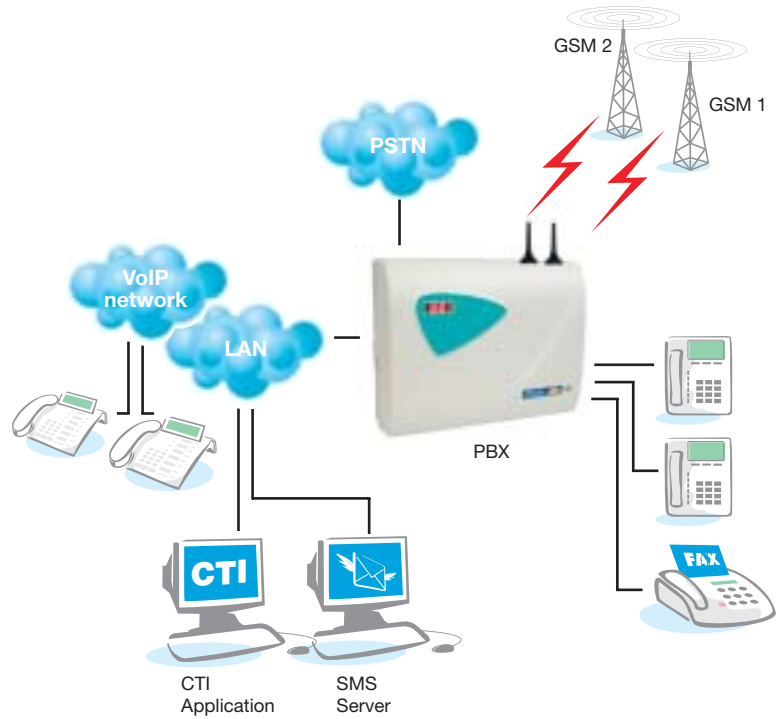 GSM 2
GSM 1
PSTN
VoIP
network
LAN
PBX
CTI
FAX
CTI
Application
SMS
Server